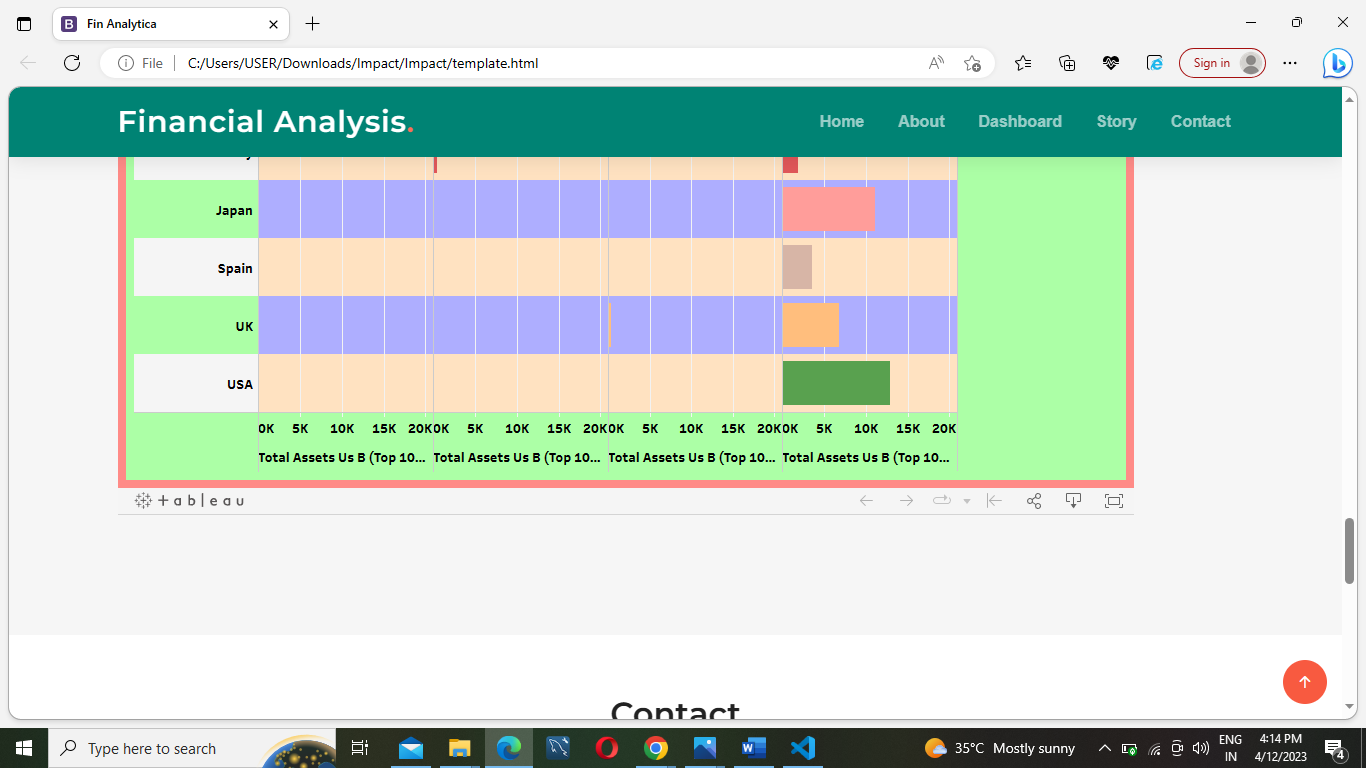 Fin Analytica
File
C:/Users/USER/Downloads/Impact/Impact/template.html
Sign in
Financial Analysis.
Home About Dashboard Story Contact
Japan
Spain
UK
USA
0K 5K 10K 15K 20K 0K 5K 10K 15K 20K 0K 5K 10K 15K 20K 0K 5K 10K 15K 20K
Total Assets Us B (Top 10... Total Assets Us B (Top 10... Total Assets Us B (Top 10... Total Assets Us B (Top 10...
+ a b l e a u
Contact
Type here to search
35°C Mostly sunny
ENG
IN
4:14 PM
4/12/2023
4